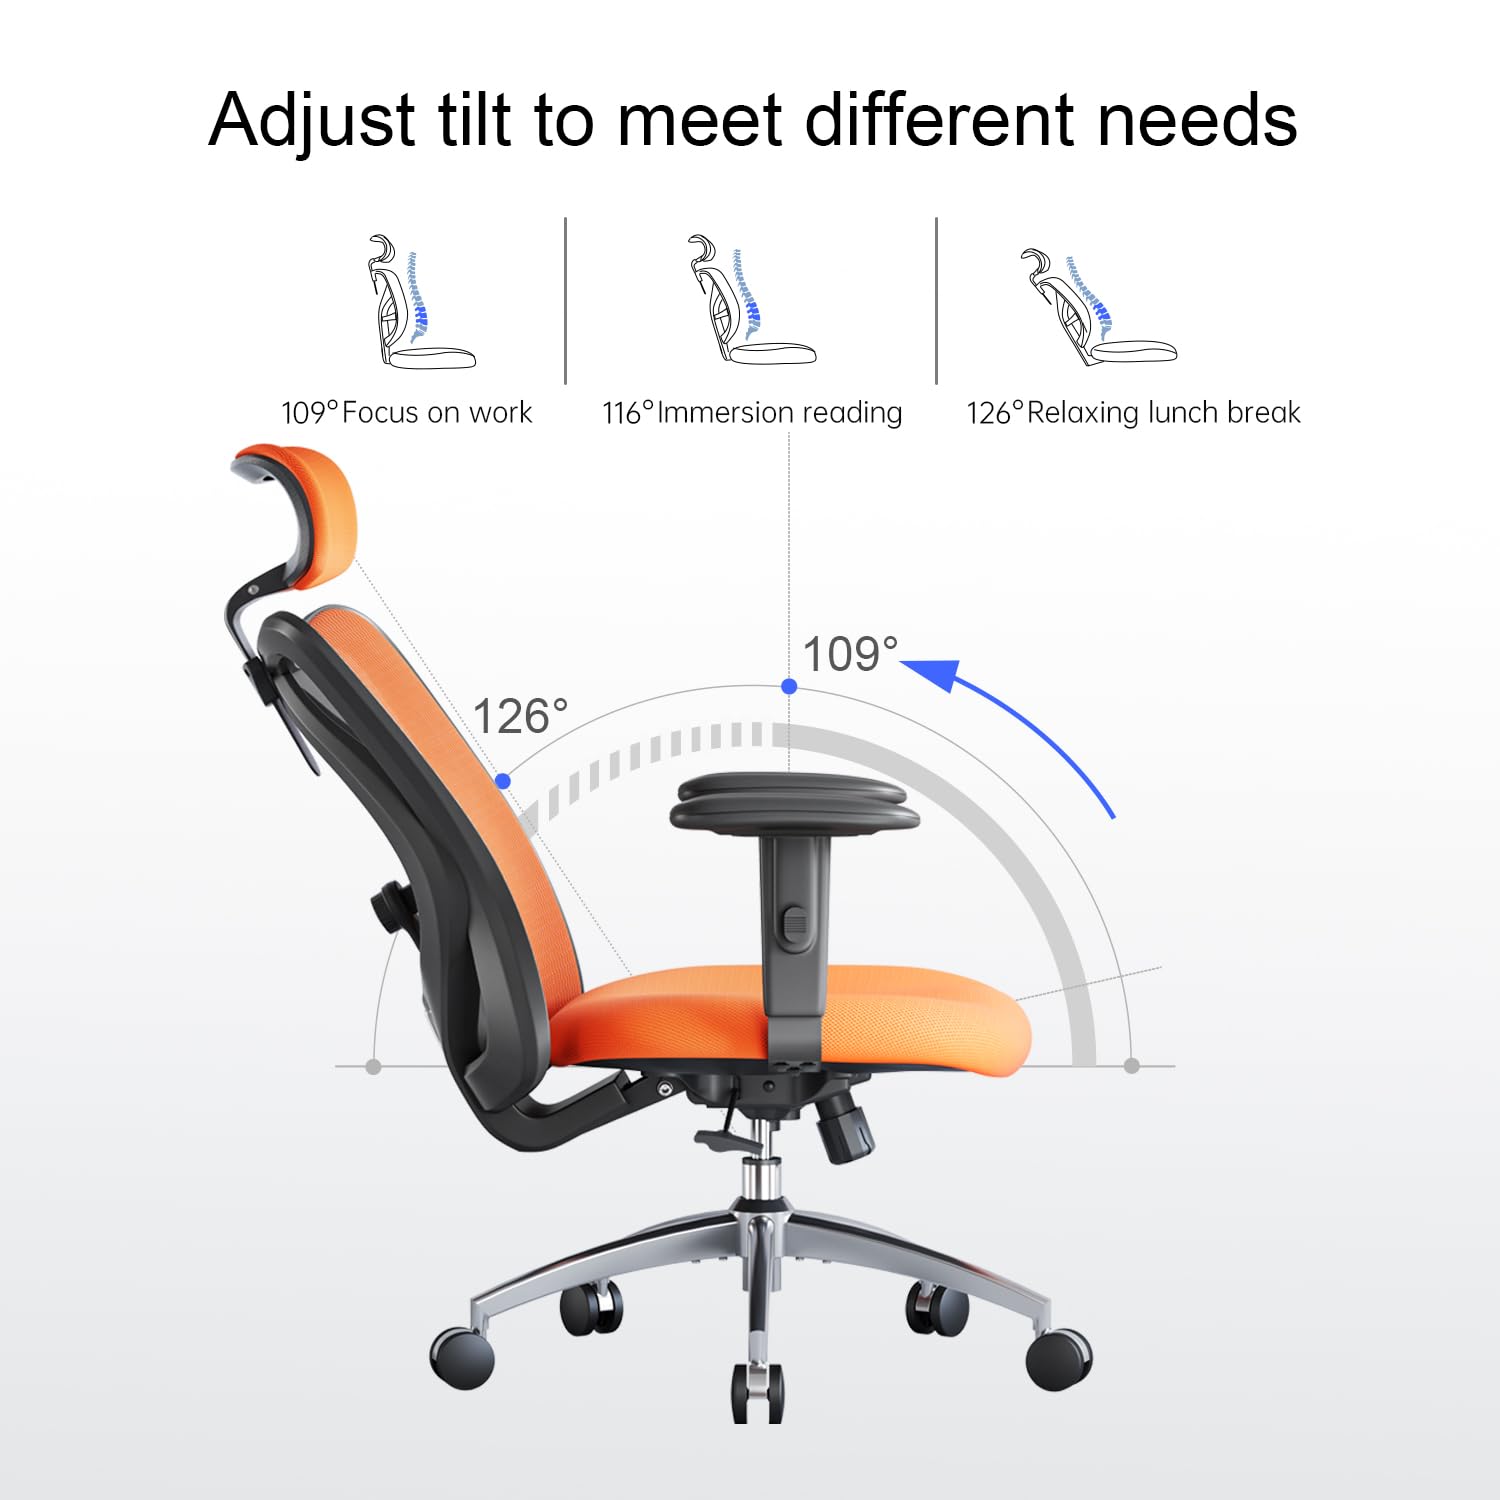 Adjust tilt to meet different needs
109°Focus on work
116°Immersion reading
126°Relaxing lunch break
109°
126°